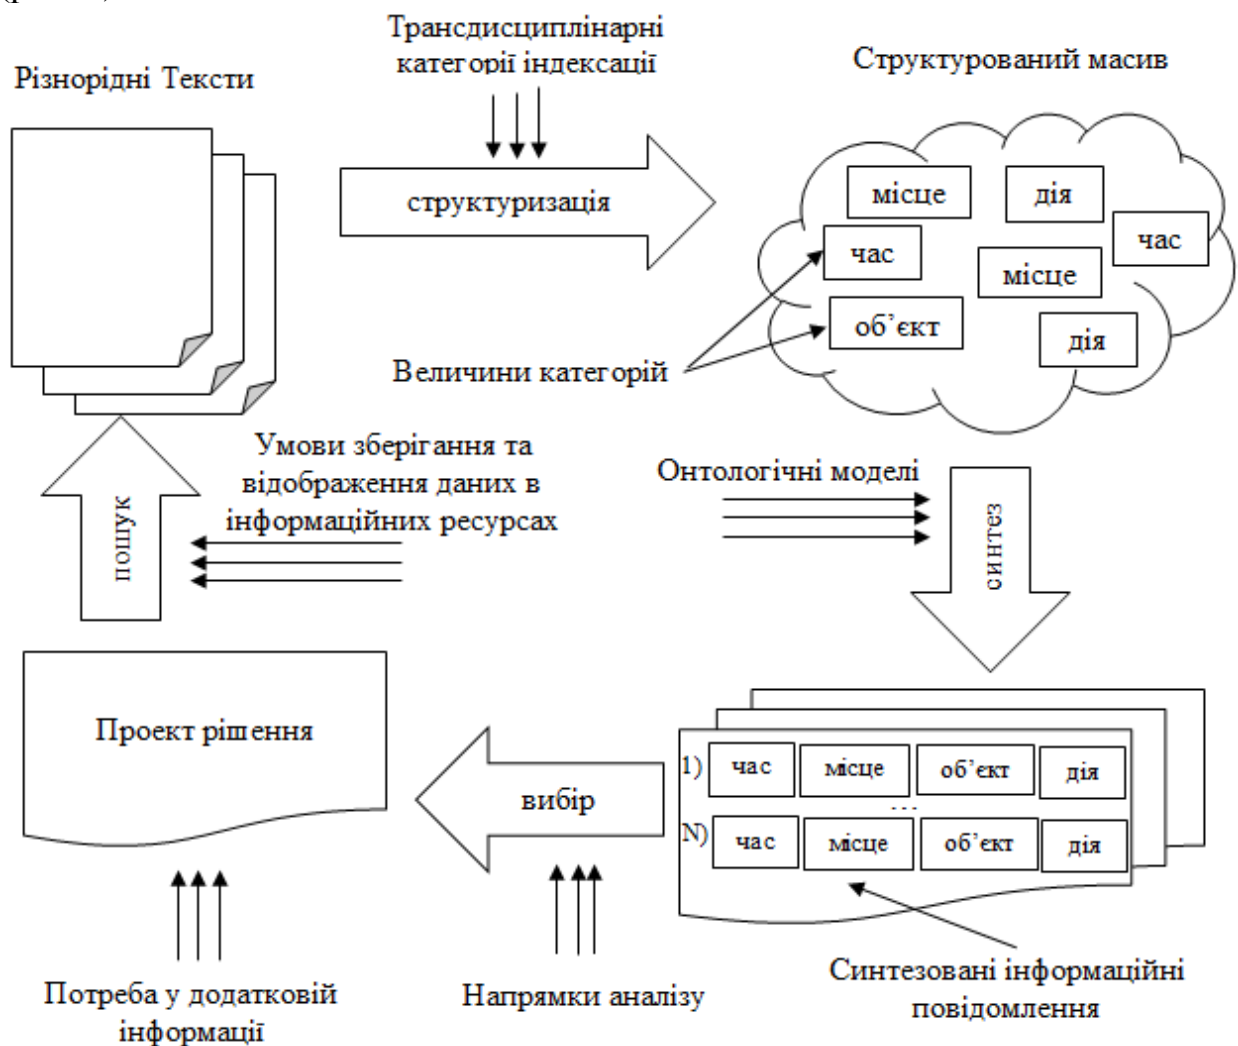 Трансдисциплінарні
категорії індексації
Різнорідні Тексти
Структурований масив
структуризація
місце
дія
час
час
місце
об’єкт
дія
Величини категорій
Умови зберігання та
відображення даних в
інформаційних ресурсах
Онтологічні моделі
пошук
синтез
Проект рішення
вибір
1) час місце об’єкт дія
...
N) час місце об’єкт дія
Синтезовані інформаційні
повідомлення
Напрямки аналізу
Потреба у додатковій
інформації